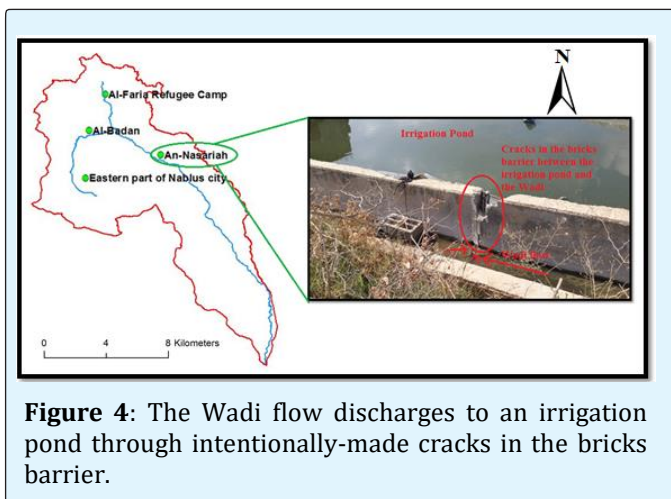 N
Al-Faria Refugee Camp
Al-Badan
An-Nasariah
Eastern part of Nablus city
0 4 8 Kilometers
Irrigation Pond
Cracks in the bricks
barrier between the
irrigation pond and
the Wadi
Figure 4: The Wadi flow discharges to an irrigation
pond through intentionally-made cracks in the bricks
barrier.